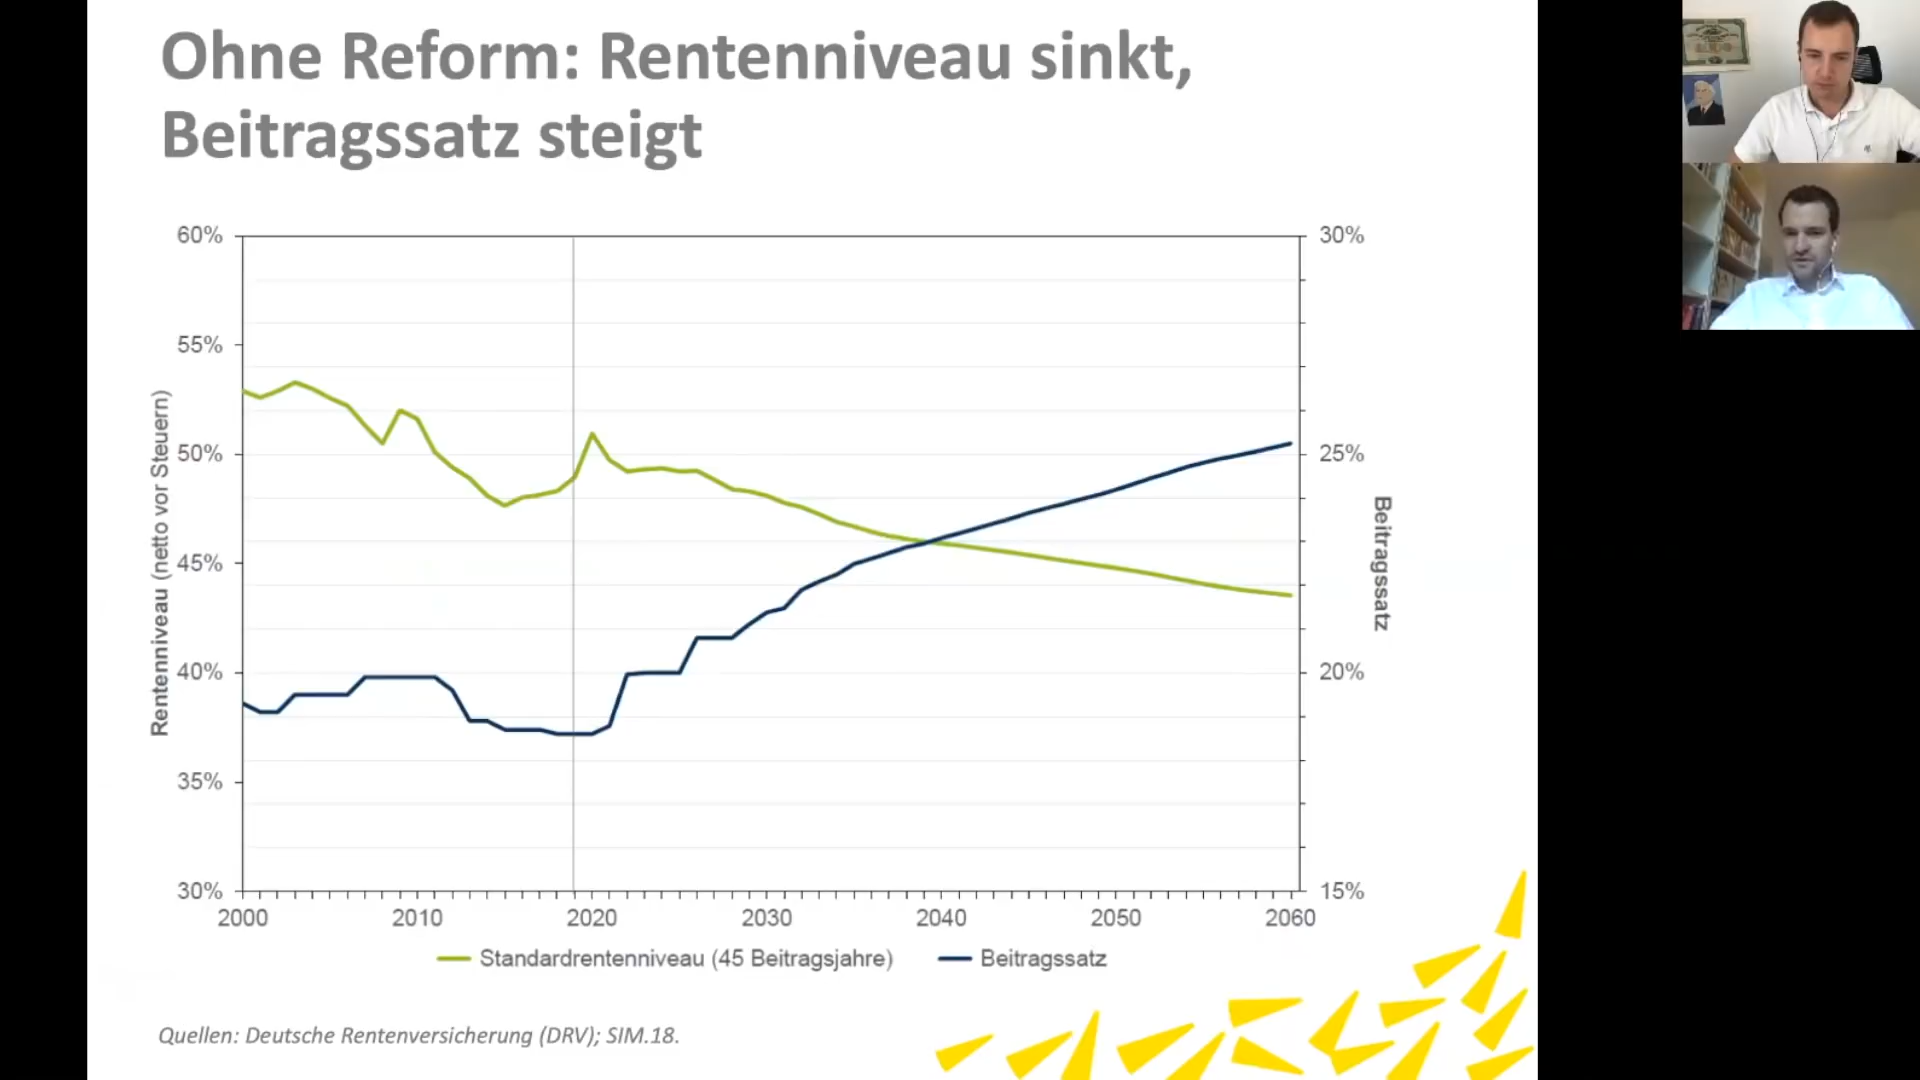 Ohne Reform: Rentenniveau sinkt,
Beitragssatz steigt
60%
55%
50%
45%
40%
35%
30%
Rentenniveau (netto vor Steuern)
30%
25%
20%
15%
Beitragssatz
2000 2010 2020 2030 2040 2050 2060
Standardrentenniveau (45 Beitragsjahre) Beitragssatz
Quellen: Deutsche Rentenversicherung (DRV); SIM.18.